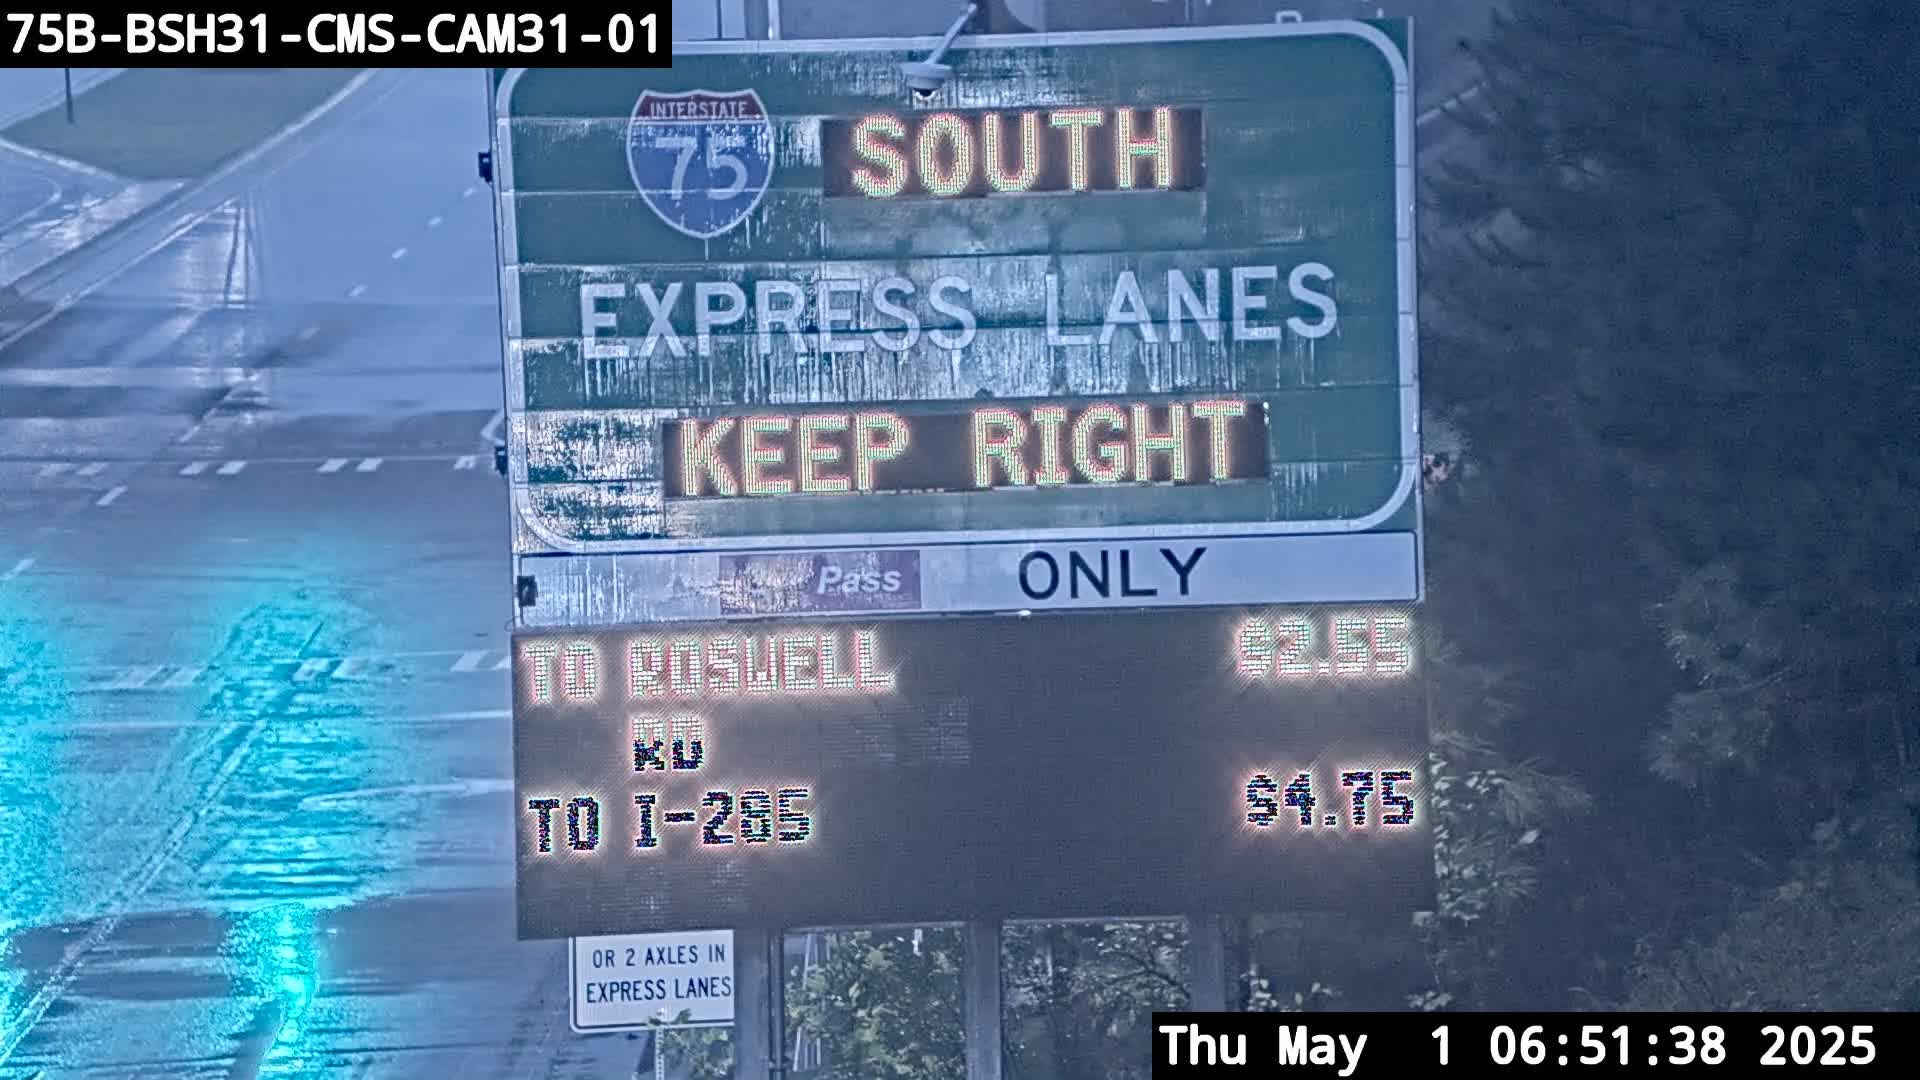 75B-BSH31-CMS-CAM31-01
INTERSTATE
75
SOUTH
EXPRESS LANES
KEEP RIGHT
Pass ONLY
TO ROSWELL $2.55
RD
TO I-285 $4.75
OR 2 AXLES IN
EXPRESS LANES
Thu May 1 06:51:38 2025